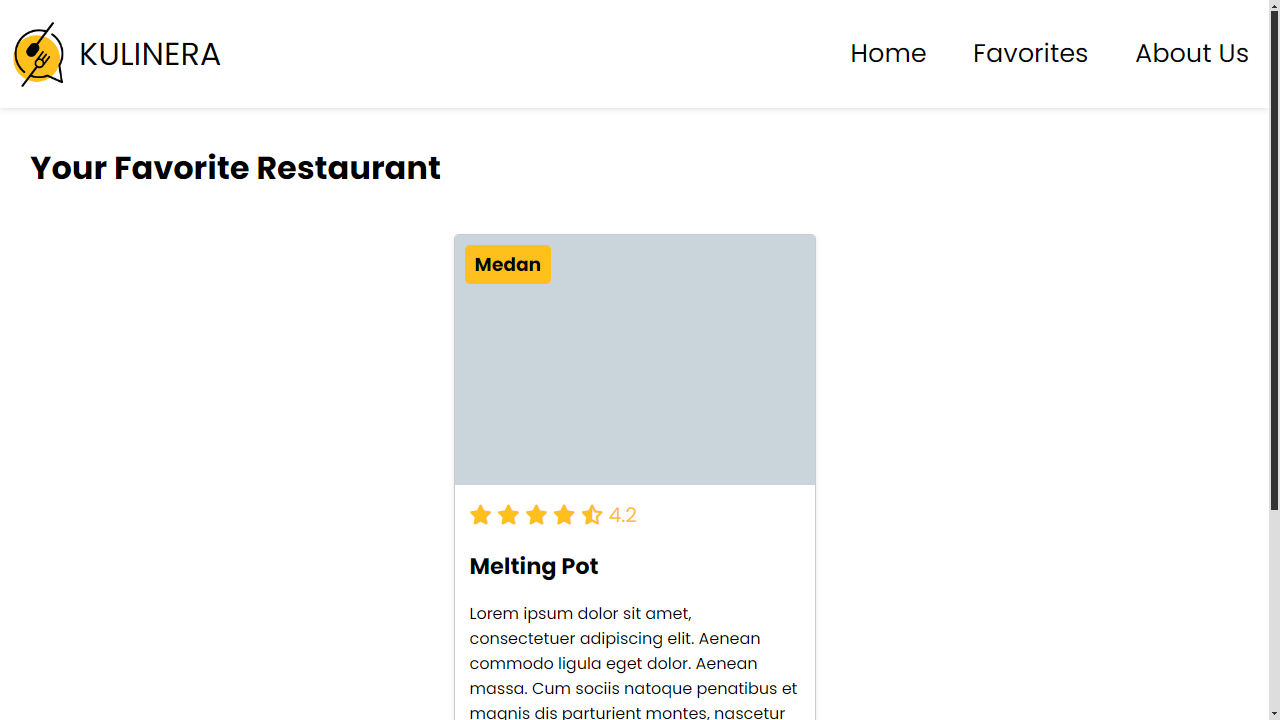 KULINERA
Home Favorites About Us
Your Favorite Restaurant
Medan
4.2
Melting Pot
Lorem ipsum dolor sit amet,
consectetuer adipiscing elit. Aenean
commodo ligula eget dolor. Aenean
massa. Cum sociis natoque penatibus et
magnis dis parturient montes, nascetur